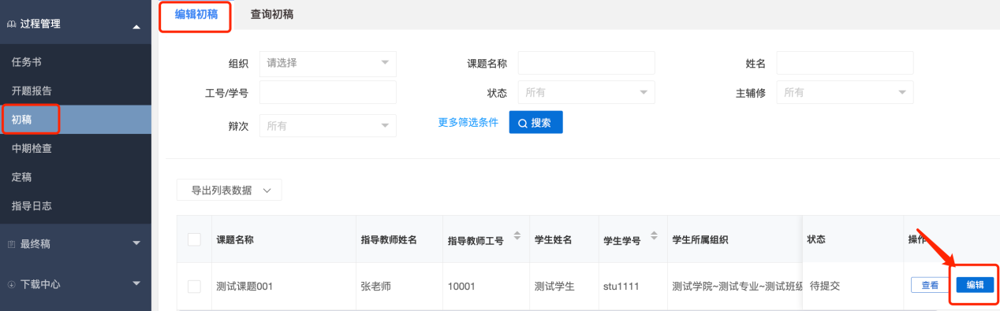 过程管理
任务书
开题报告
初稿
中期检查
定稿
指导日志
最终稿
下载中心
编辑初稿 查询初稿
组织 请选择 课题名称 姓名
工号/学号 状态 所有 主辅修 所有
辩次 所有 更多筛选条件 搜索
导出列表数据
课题名称 指导教师姓名 指导教师工号 学生姓名 学生学号 学生所属组织 状态 操作
测试课题001 张老师 10001 测试学生 stu1111 测试学院~测试专业~测试班级 待提交 查看 编辑